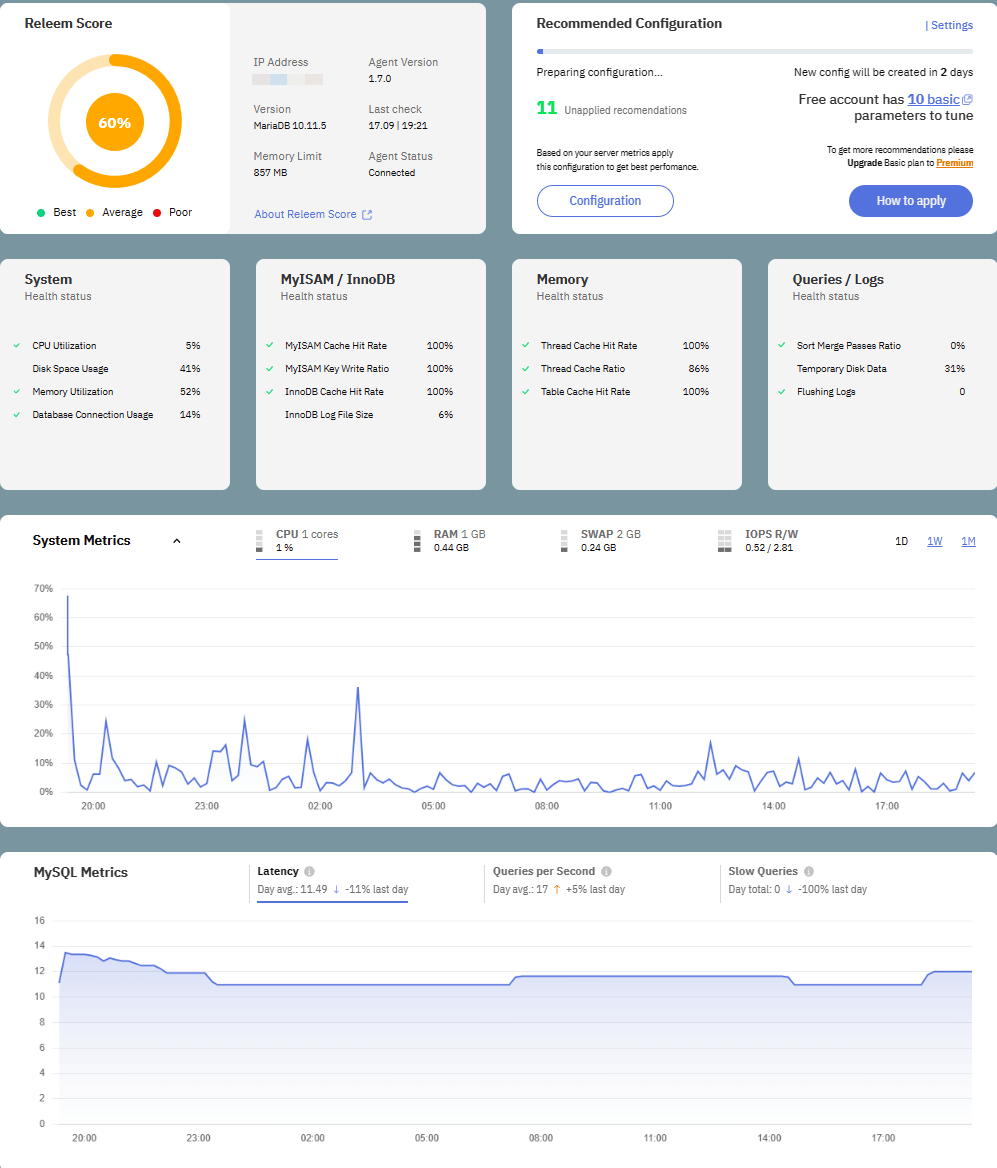 Releem Score
60%
Best Average Poor
IP Address
Agent Version
1.7.0
Version
MariaDB 10.11.5
Last check
17.09 | 19:21
Memory Limit
857 MB
Agent Status
Connected
About Releem Score
Recommended Configuration
| Settings
Preparing configuration...
New config will be created in 2 days
11 Unapplied recomendations
Free account has 10 basic
parameters to tune
Based on your server metrics apply
this configuration to get best perfomance.
To get more recommendations please
Upgrade Basic plan to Premium
Configuration
How to apply
System
Health status
CPU Utilization 5%
Disk Space Usage 41%
Memory Utilization 52%
Database Connection Usage 14%
MyISAM / InnoDB
Health status
MyISAM Cache Hit Rate 100%
MyISAM Key Write Ratio 100%
InnoDB Cache Hit Rate 100%
InnoDB Log File Size 6%
Memory
Health status
Thread Cache Hit Rate 100%
Thread Cache Ratio 86%
Table Cache Hit Rate 100%
Queries / Logs
Health status
Sort Merge Passes Ratio 0%
Temporary Disk Data 31%
Flushing Logs 0
System Metrics
CPU 1 cores
1 %
RAM 1 GB
0.44 GB
SWAP 2 GB
0.24 GB
IOPS R/W
0.52 / 2.81
1D 1W 1M
70%
60%
50%
40%
30%
20%
10%
0%
20:00 23:00 02:00 05:00 08:00 11:00 14:00 17:00
MySQL Metrics
Latency
Day avg.: 11.49 ↓ -11% last day
Queries per Second
Day avg.: 17 ↑ +5% last day
Slow Queries
Day total: 0 ↓ -100% last day
16
14
12
10
8
6
4
2
0
20:00 23:00 02:00 05:00 08:00 11:00 14:00 17:00